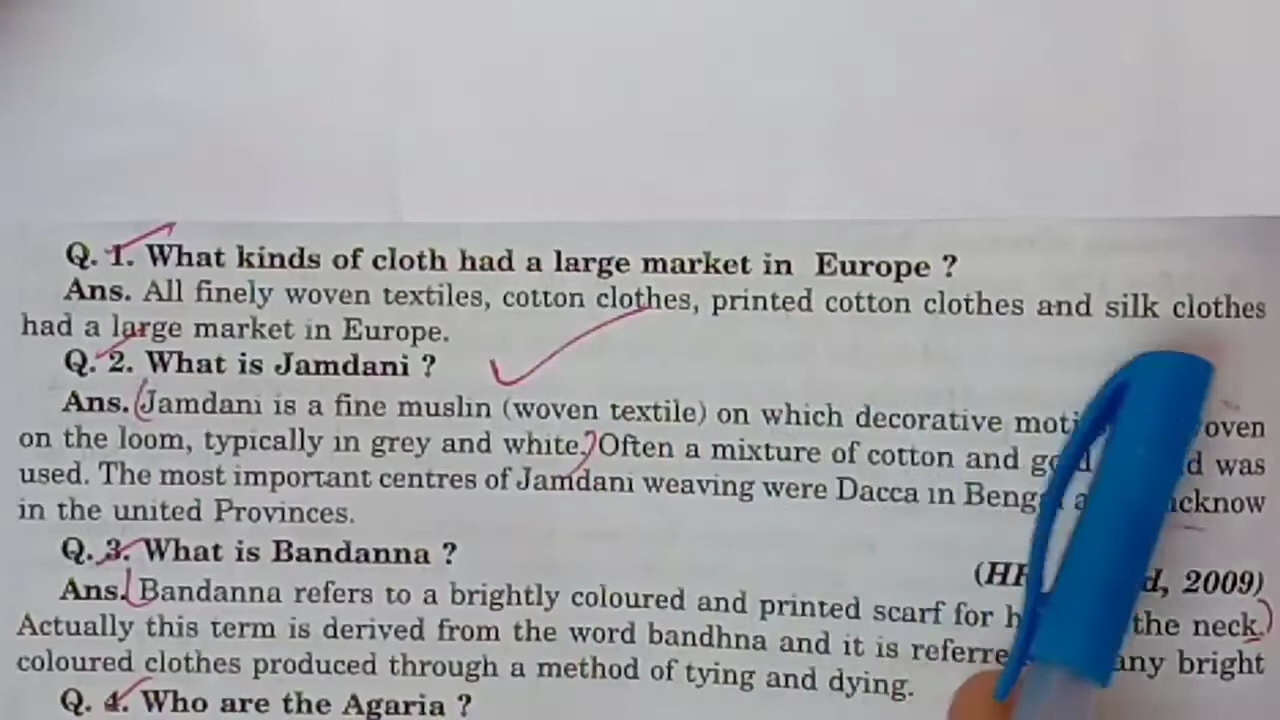 Q. 1. What kinds of cloth had a large market in Europe ?
Ans. All finely woven textiles, cotton clothes, printed cotton clothes and silk clothes
had a large market in Europe.
Q. 2. What is Jamdani ?
Ans. Jamdani is a fine muslin (woven textile) on which decorative
on the loom, typically in grey and white. Often a mixture of cotton and was
used. The most important centres of Jamdani weaving were Dacca in
in the united Provinces.
Q. 3. What is Bandanna ?
2009)
Ans. Bandanna refers to a brightly coloured and printed scarf for the neck.
Actually this term is derived from the word bandhna and it is any bright
coloured clothes produced through a method of tying and dying.
Q. 4. Who are the Agaria ?